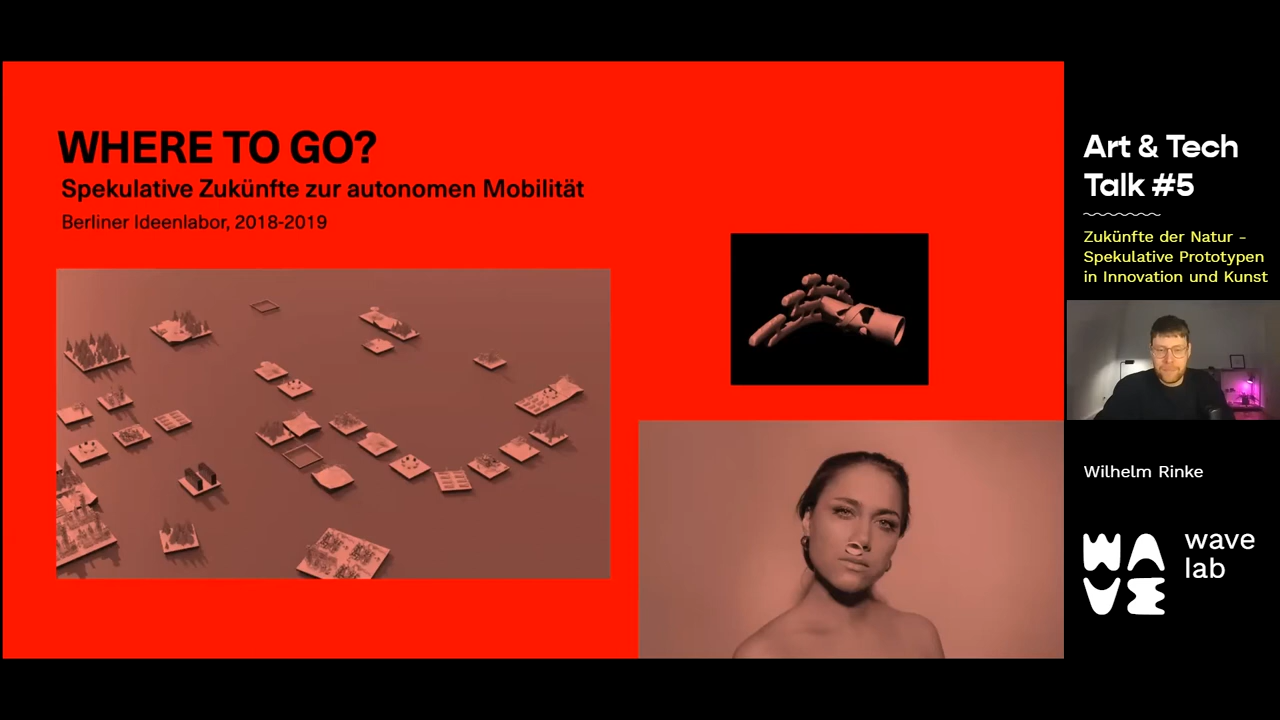 WHERE TO GO?
Spekulative Zukünfte zur autonomen Mobilität
Berliner Ideenlabor, 2018-2019
Art & Tech
Talk #5
Zukünfte der Natur -
Spekulative Prototypen
in Innovation und Kunst
Wilhelm Rinke
WAVE
wave
lab